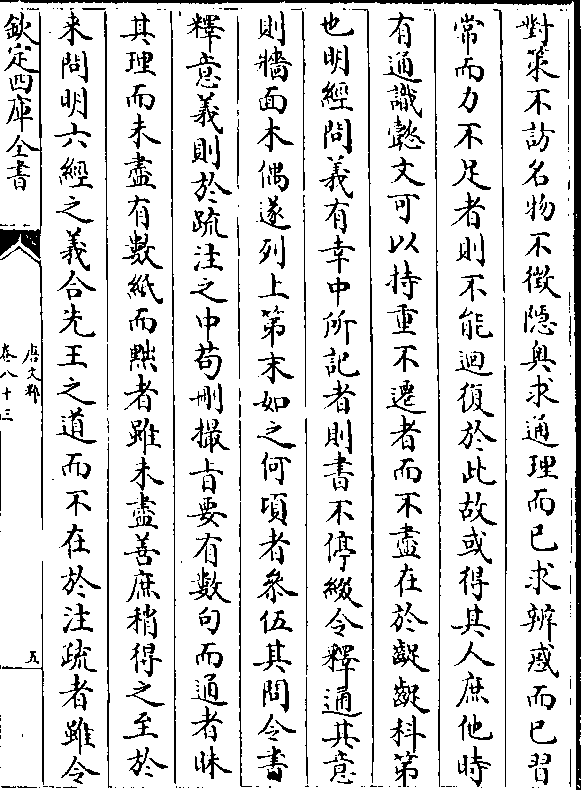 對策不訪名物不徵隱奥求通理而已求辨惑而已習
常而力不足者則不能迴復於此故或得其人庶他時
有通識懿文可以持重不遷者而不盡在於齪齪科第
也明經問義有幸中所記者則書不停綴令釋通其意
則牆面木偶遂列上第末如之何頃者參伍其問令書
釋意義則於疏注之中苟刪撮㫖要有數句而通者昧
其理而未盡有數紙而黜者雖未盡善庶稍得之至於
来問明六經之義合先王之道而不在於注疏者雖令
欽定四庫全書
唐文粹
卷八十三
五